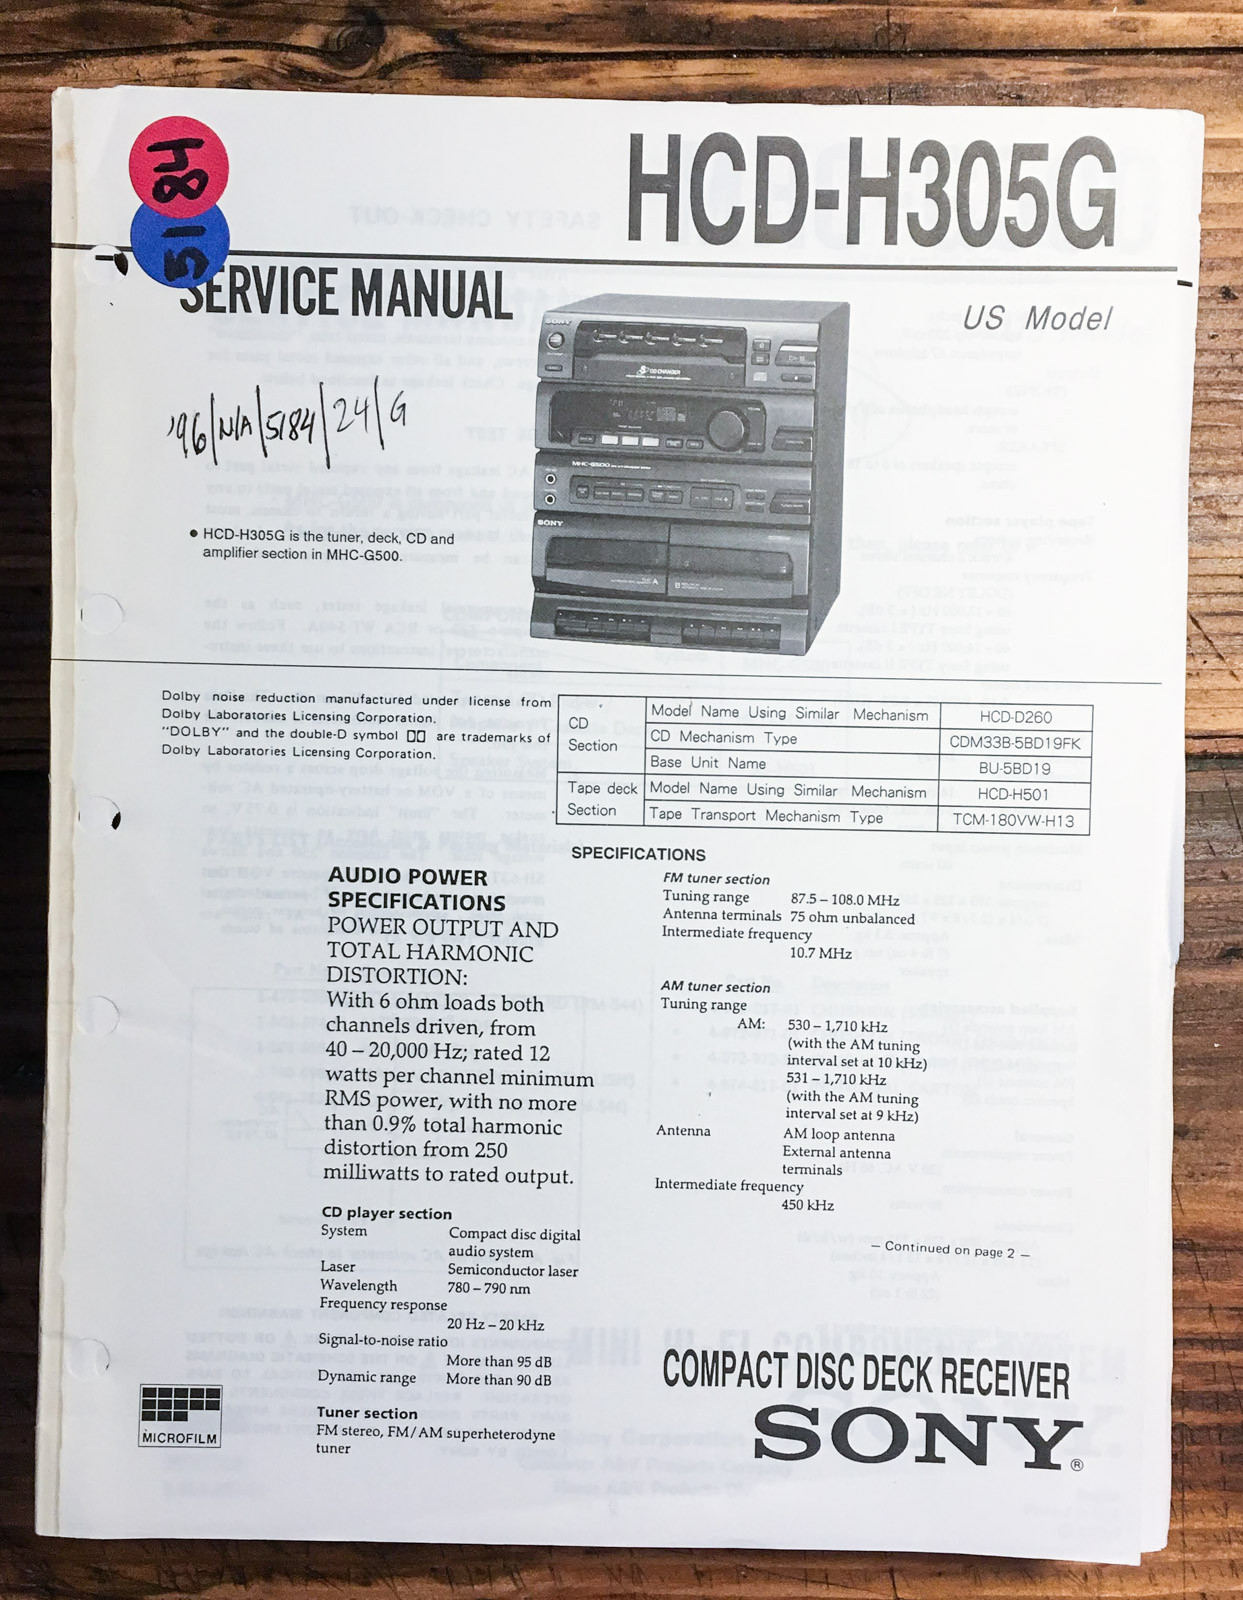 HCD-H305G
5184
SERVICE MANUAL
US Model
'96/N/A/5184/24/G
SONY
5 CD CHANGER
MHC-G500
SONY
A
B
● HCD-H305G is the tuner, deck, CD and
amplifier section in MHC-G500.
Dolby noise reduction manufactured under license from
Dolby Laboratories Licensing Corporation.
"DOLBY" and the double-D symbol are trademarks of
Dolby Laboratories Licensing Corporation.
CD Section
Model Name Using Similar Mechanism HCD-D260
CD Mechanism Type CDM33B-5BD19FK
Base Unit Name BU-5BD19
Tape deck Section
Model Name Using Similar Mechanism HCD-H501
Tape Transport Mechanism Type TCM-180VW-H13
SPECIFICATIONS
AUDIO POWER
SPECIFICATIONS
POWER OUTPUT AND
TOTAL HARMONIC
DISTORTION:
With 6 ohm loads both
channels driven, from
40 – 20,000 Hz; rated 12
watts per channel minimum
RMS power, with no more
than 0.9% total harmonic
distortion from 250
milliwatts to rated output.
CD player section
System Compact disc digital
audio system
Laser Semiconductor laser
Wavelength 780 – 790 nm
Frequency response
20 Hz – 20 kHz
Signal-to-noise ratio
More than 95 dB
Dynamic range More than 90 dB
Tuner section
FM stereo, FM/AM superheterodyne
tuner
FM tuner section
Tuning range 87.5 – 108.0 MHz
Antenna terminals 75 ohm unbalanced
Intermediate frequency
10.7 MHz
AM tuner section
Tuning range
AM: 530 – 1,710 kHz
(with the AM tuning
interval set at 10 kHz)
531 – 1,710 kHz
(with the AM tuning
interval set at 9 kHz)
Antenna AM loop antenna
External antenna
terminals
Intermediate frequency
450 kHz
— Continued on page 2 —
MICROFILM
COMPACT DISC DECK RECEIVER
SONY®